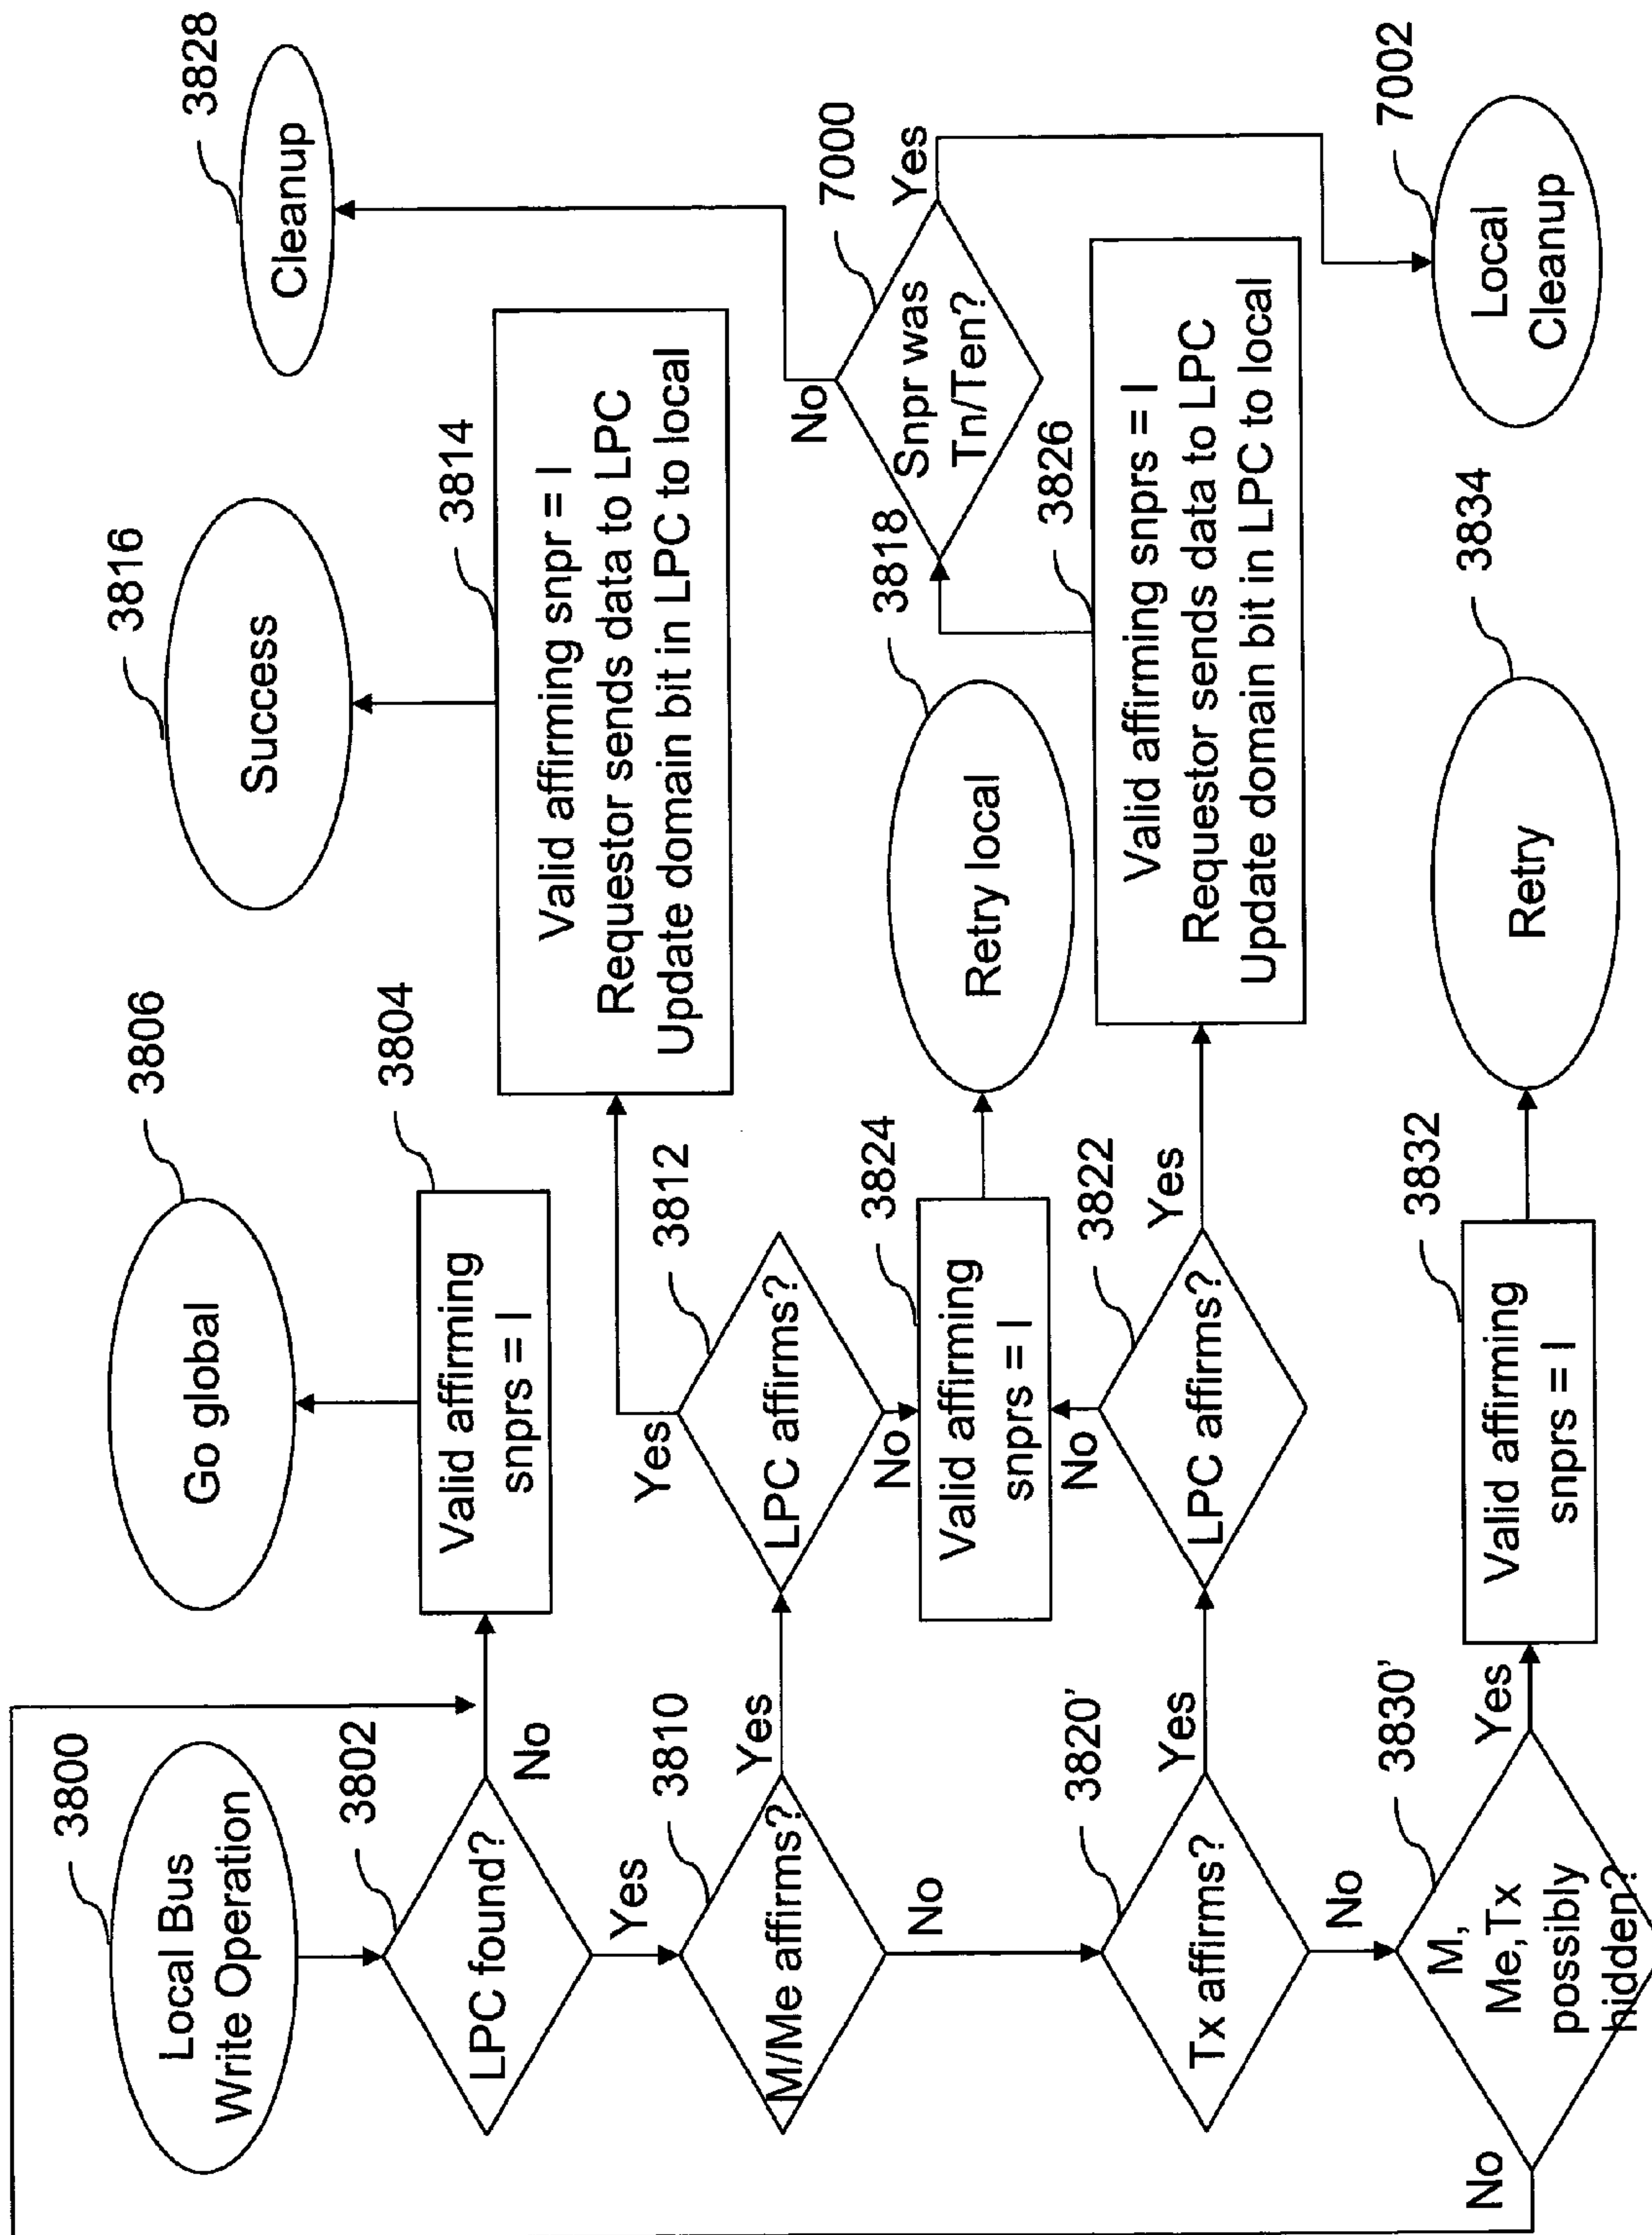 3800
Local Bus
Write Operation
3802
LPC found?
No
Yes
3804
Valid affirming
snprs = I
3806
Go global
3810
M/Me affirms?
Yes
No
3812
LPC affirms?
Yes
No
3814
Valid affirming snpr = I
Requestor sends data to LPC
Update domain bit in LPC to local
3816
Success
3824
Valid affirming
snprs = I
3818
Retry local
3820'
Tx affirms?
Yes
No
3822
LPC affirms?
No
Yes
3826
Valid affirming snprs = I
Requestor sends data to LPC
Update domain bit in LPC to local
7000
Snpr was
Tn/Ten?
No
Yes
3828
Cleanup
7002
Local
Cleanup
3830'
M,
Me,Tx
possibly
hidden?
No
Yes
3832
Valid affirming
snprs = I
3834
Retry